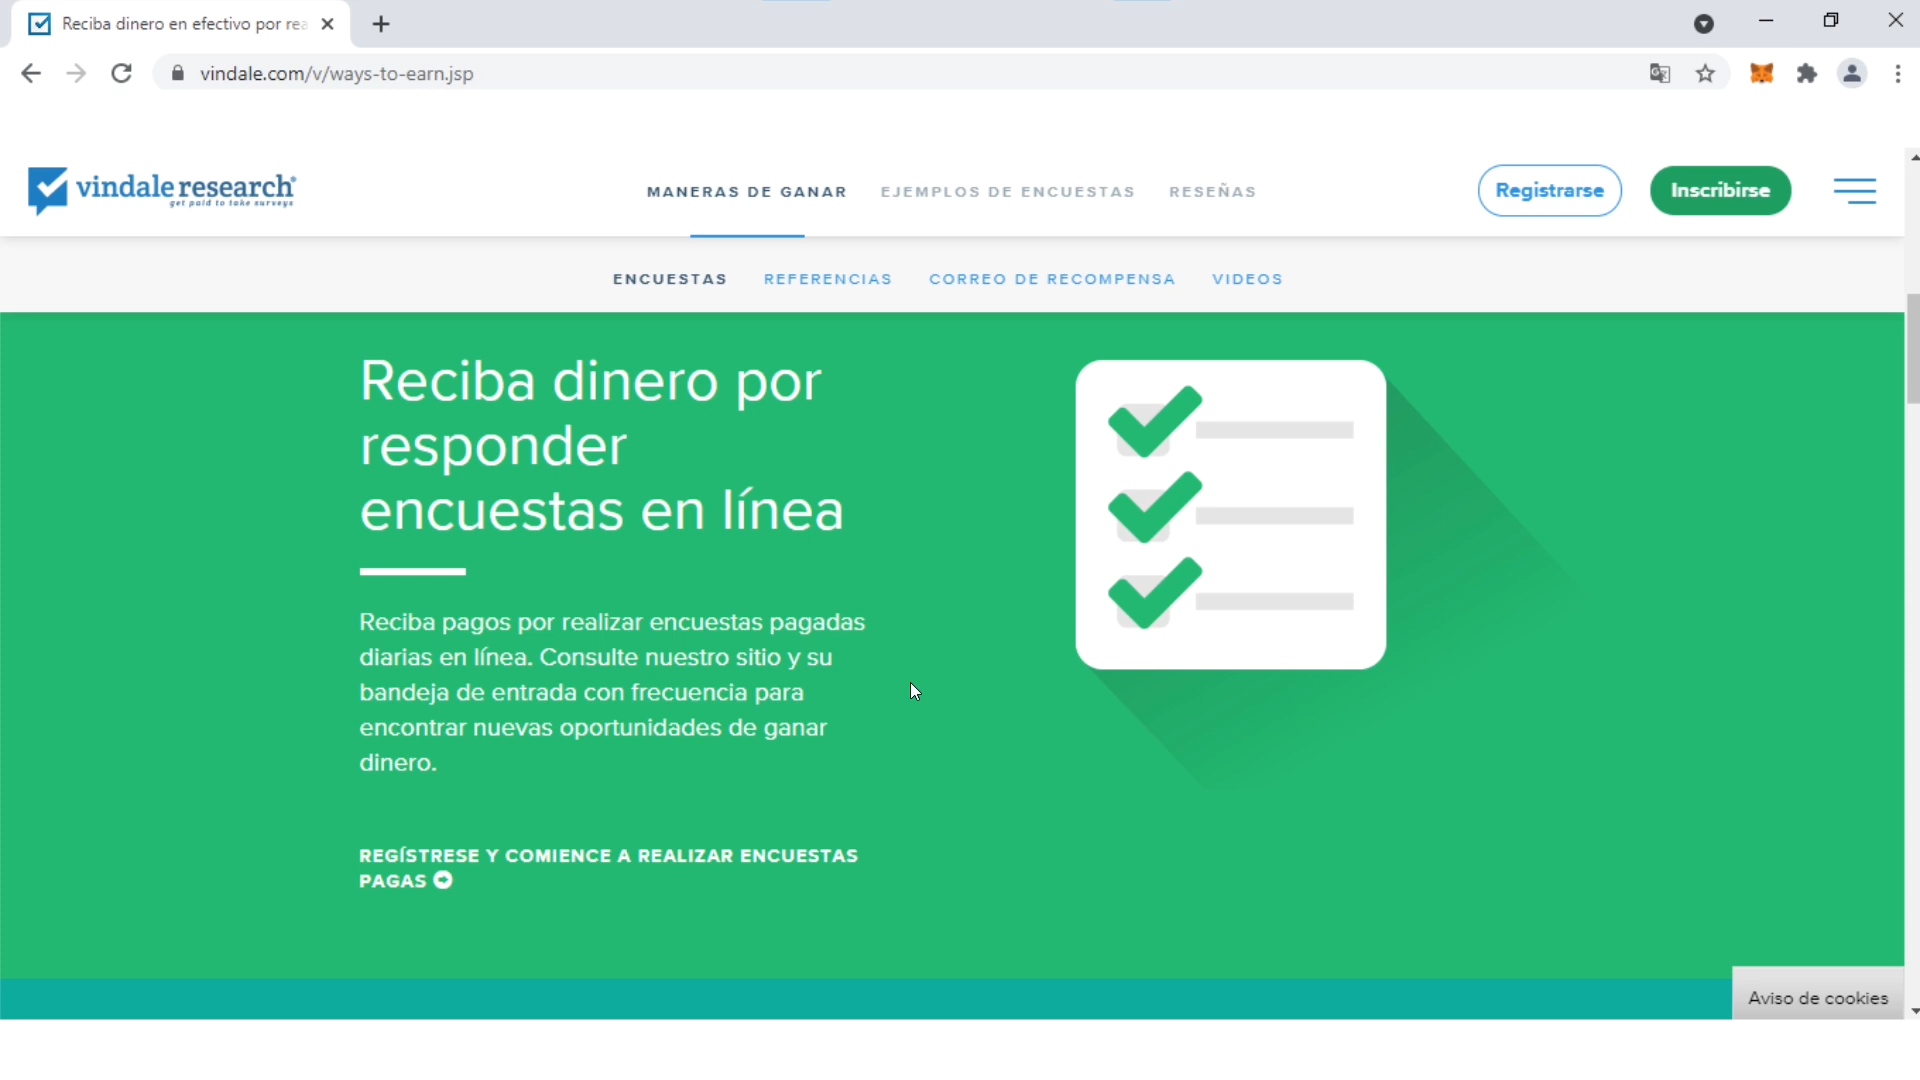 Reciba dinero en efectivo por rea
vindale.com/v/ways-to-earn.jsp
vindale research
get paid to take surveys
MANERAS DE GANAR
EJEMPLOS DE ENCUESTAS
RESEÑAS
Registrarse
Inscribirse
ENCUESTAS
REFERENCIAS
CORREO DE RECOMPENSA
VIDEOS
Reciba dinero por
responder
encuestas en línea
Reciba pagos por realizar encuestas pagadas
diarias en línea. Consulte nuestro sitio y su
bandeja de entrada con frecuencia para
encontrar nuevas oportunidades de ganar
dinero.
REGÍSTRESE Y COMIENCE A REALIZAR ENCUESTAS
PAGAS
Aviso de cookies